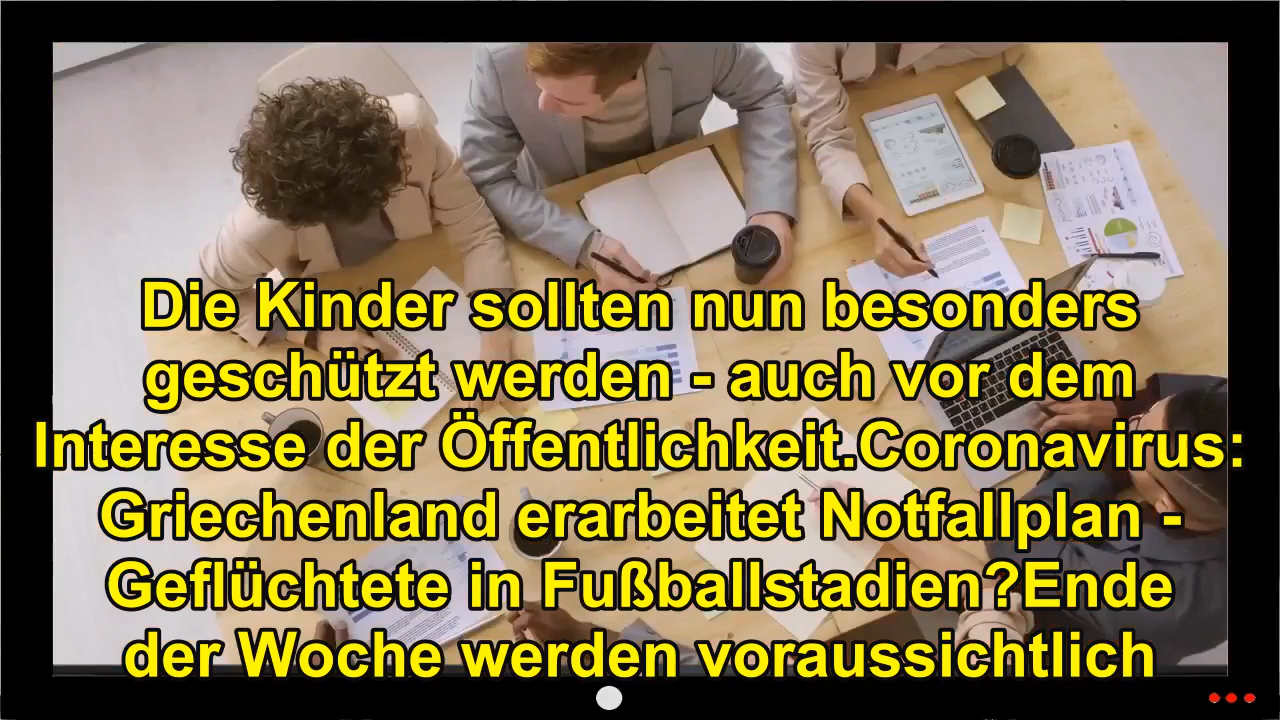 Die Kinder sollten nun besonders
geschützt werden - auch vor dem
Interesse der Öffentlichkeit.Coronavirus:
Griechenland erarbeitet Notfallplan -
Geflüchtete in Fußballstadien?Ende
der Woche werden voraussichtlich